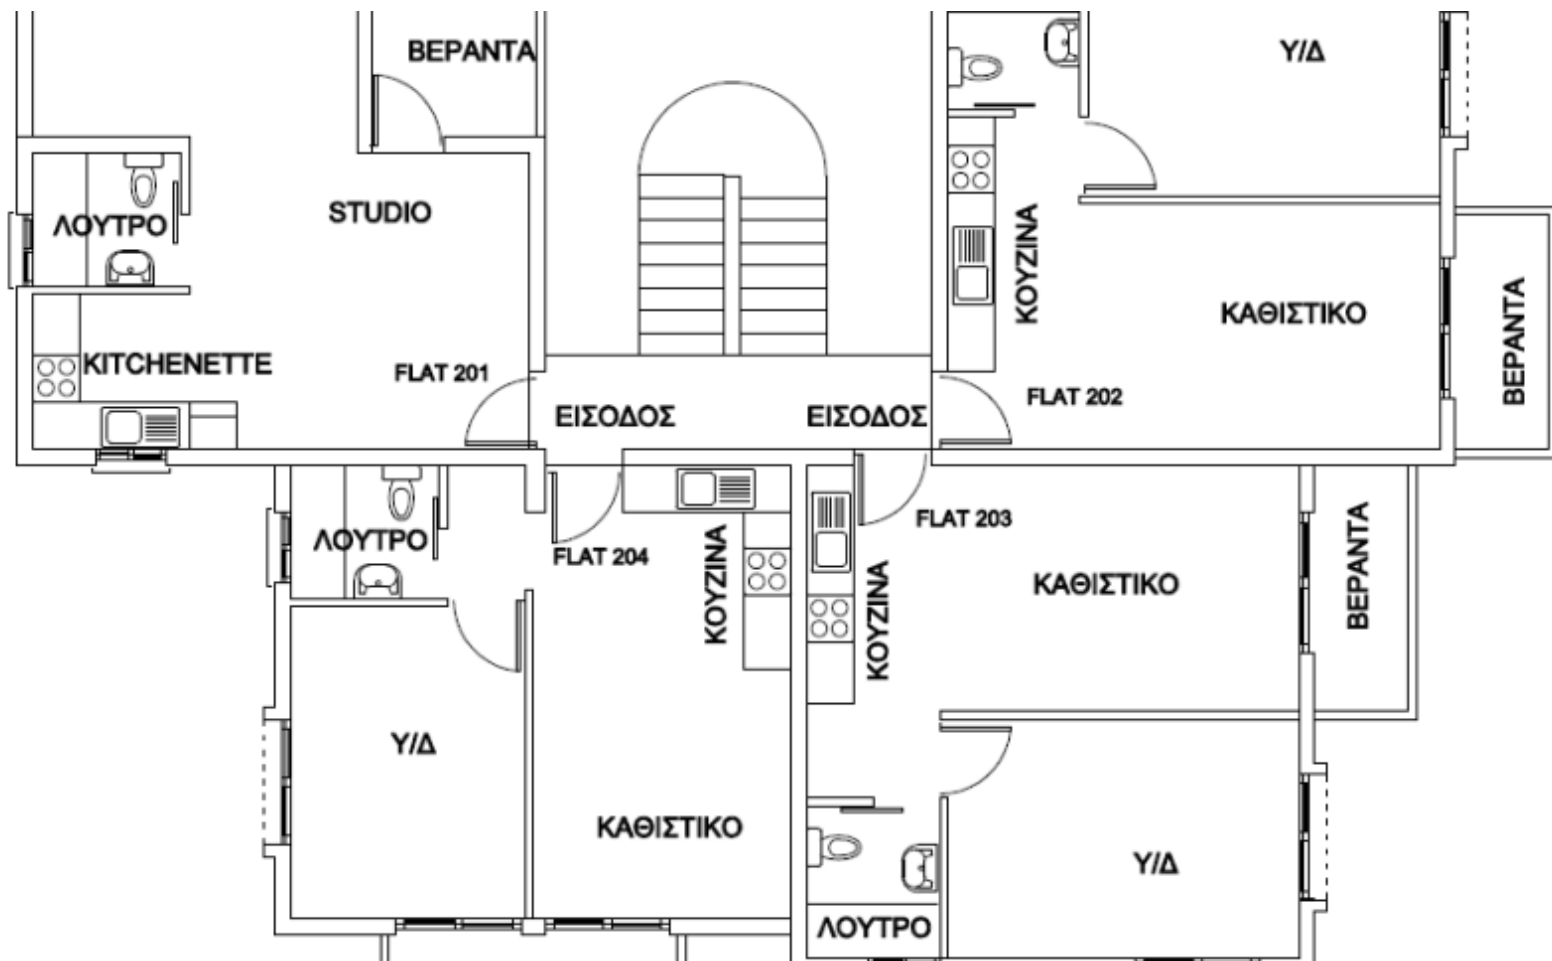 ΒΕΡΑΝΤΑ
Υ/Δ
STUDIO
ΛΟΥΤΡΟ
ΚΟΥΖΙΝΑ
ΚΑΘΙΣΤΙΚΟ
ΒΕΡΑΝΤΑ
KITCHENETTE
FLAT 201
FLAT 202
ΕΙΣΟΔΟΣ
ΕΙΣΟΔΟΣ
FLAT 203
ΛΟΥΤΡΟ
FLAT 204
ΚΟΥΖΙΝΑ
ΚΟΥΖΙΝΑ
ΚΑΘΙΣΤΙΚΟ
ΒΕΡΑΝΤΑ
Υ/Δ
ΚΑΘΙΣΤΙΚΟ
Υ/Δ
ΛΟΥΤΡΟ